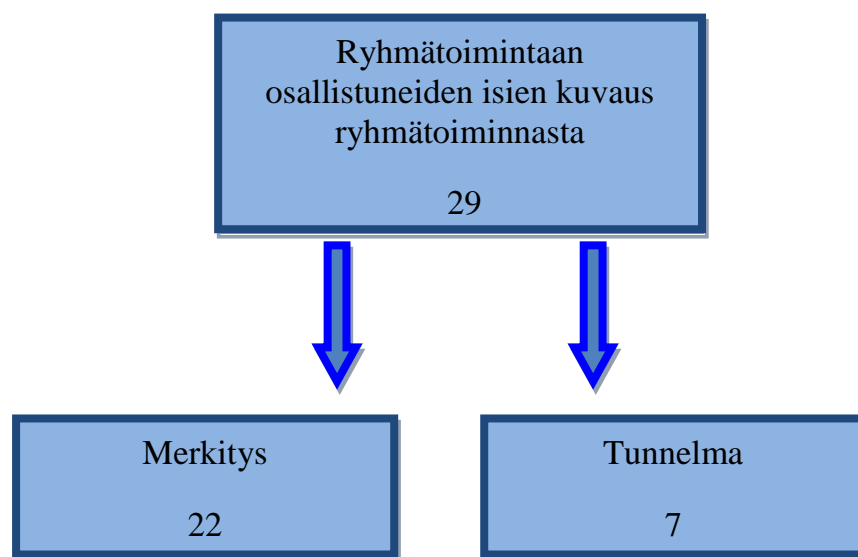 Ryhmätoimintaan
osallistuneiden isien kuvaus
ryhmätoiminnasta
29
Merkitys
22
Tunnelma
7